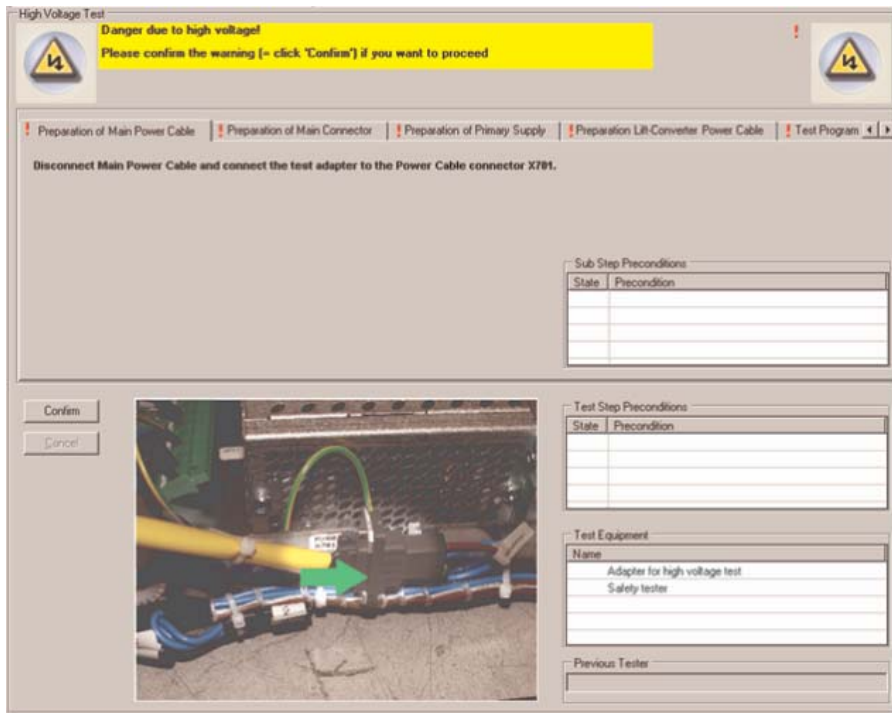 High Voltage Test
Danger due to high voltage!
Please confirm the warning (= click 'Confirm') if you want to proceed
!
! Preparation of Main Power Cable
! Preparation of Main Connector
! Preparation of Primary Supply
! Preparation Lift-Converter Power Cable
! Test Program
Disconnect Main Power Cable and connect the test adapter to the Power Cable connector X701.
Sub Step Preconditions
State Precondition
Confirm
Cancel
Test Step Preconditions
State Precondition
Test Equipment
Name
Adapter for high voltage test
Safety tester
Previous Tester